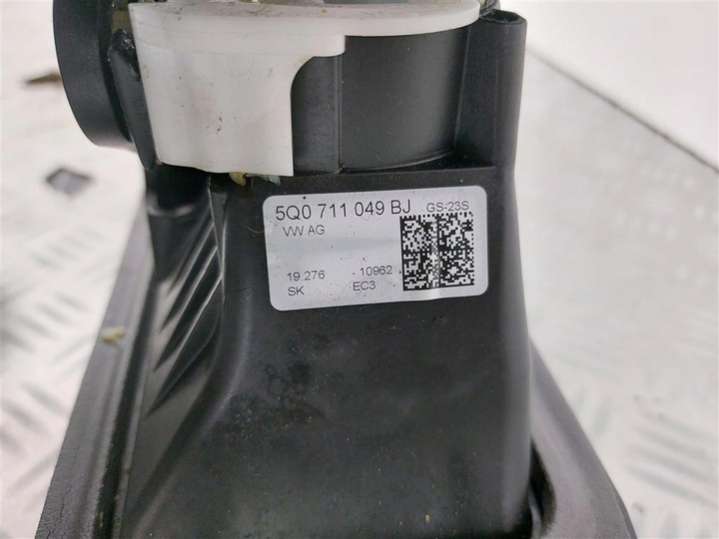 5Q0 711 049 BJ GS-23S
VW AG
19 276 - 10962
SK EC3